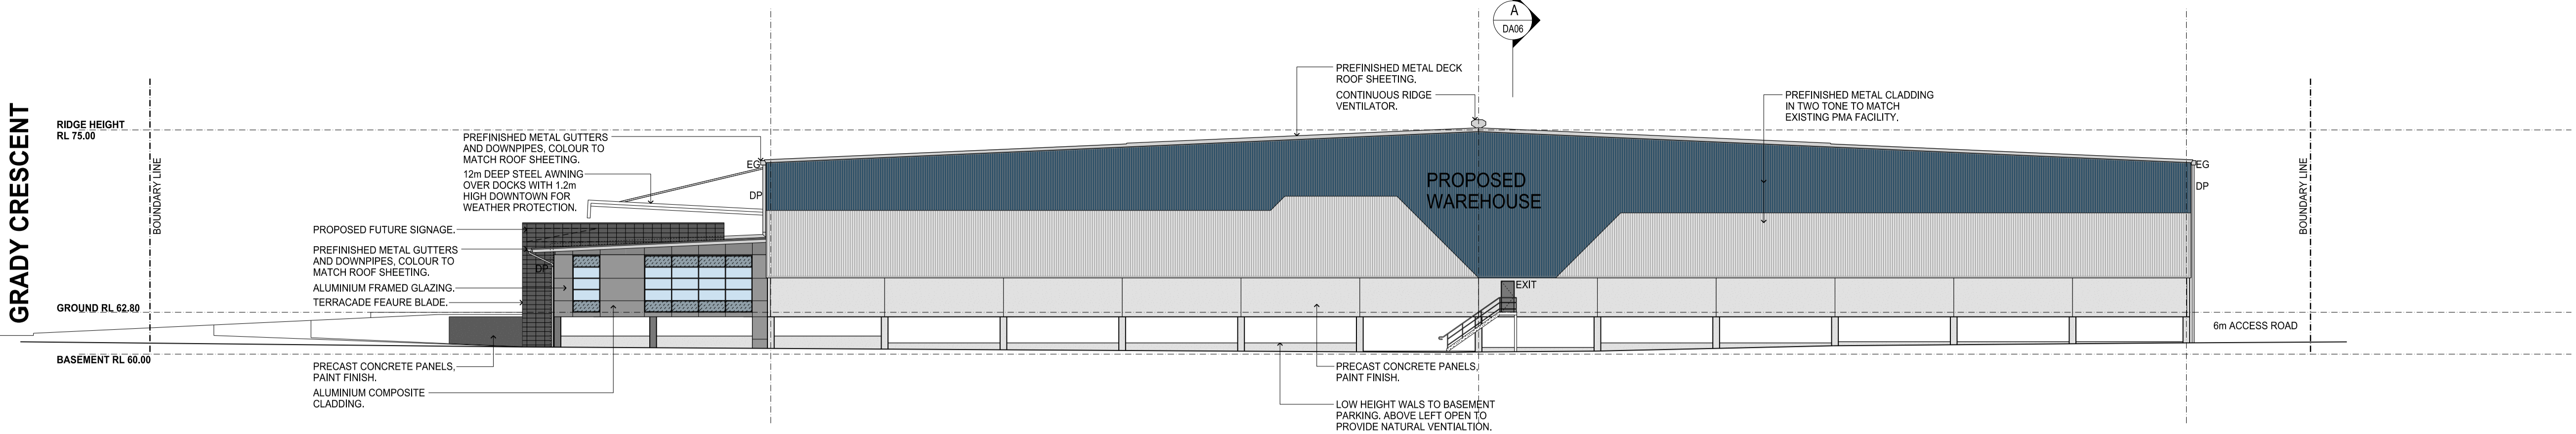 GRADY CRESCENT
RIDGE HEIGHT
RL 75.00
BOUNDARY LINE
GROUND RL 62.80
BASEMENT RL 60.00
PREFINISHED METAL GUTTERS
AND DOWNPIPES, COLOUR TO
MATCH ROOF SHEETING.
12m DEEP STEEL AWNING
OVER DOCKS WITH 1.2m
HIGH DOWNTOWN FOR
WEATHER PROTECTION.
PROPOSED FUTURE SIGNAGE.
PREFINISHED METAL GUTTERS
AND DOWNPIPES, COLOUR TO
MATCH ROOF SHEETING.
ALUMINIUM FRAMED GLAZING.
TERRACADE FEAURE BLADE.
PRECAST CONCRETE PANELS,
PAINT FINISH.
ALUMINIUM COMPOSITE
CLADDING.
EG
DP
DP
A
DA06
PREFINISHED METAL DECK
ROOF SHEETING.
CONTINUOUS RIDGE
VENTILATOR.
PREFINISHED METAL CLADDING
IN TWO TONE TO MATCH
EXISTING PMA FACILITY.
PROPOSED
WAREHOUSE
EXIT
PRECAST CONCRETE PANELS,
PAINT FINISH.
LOW HEIGHT WALS TO BASEMENT
PARKING. ABOVE LEFT OPEN TO
PROVIDE NATURAL VENTIALTION.
EG
DP
6m ACCESS ROAD
BOUNDARY LINE